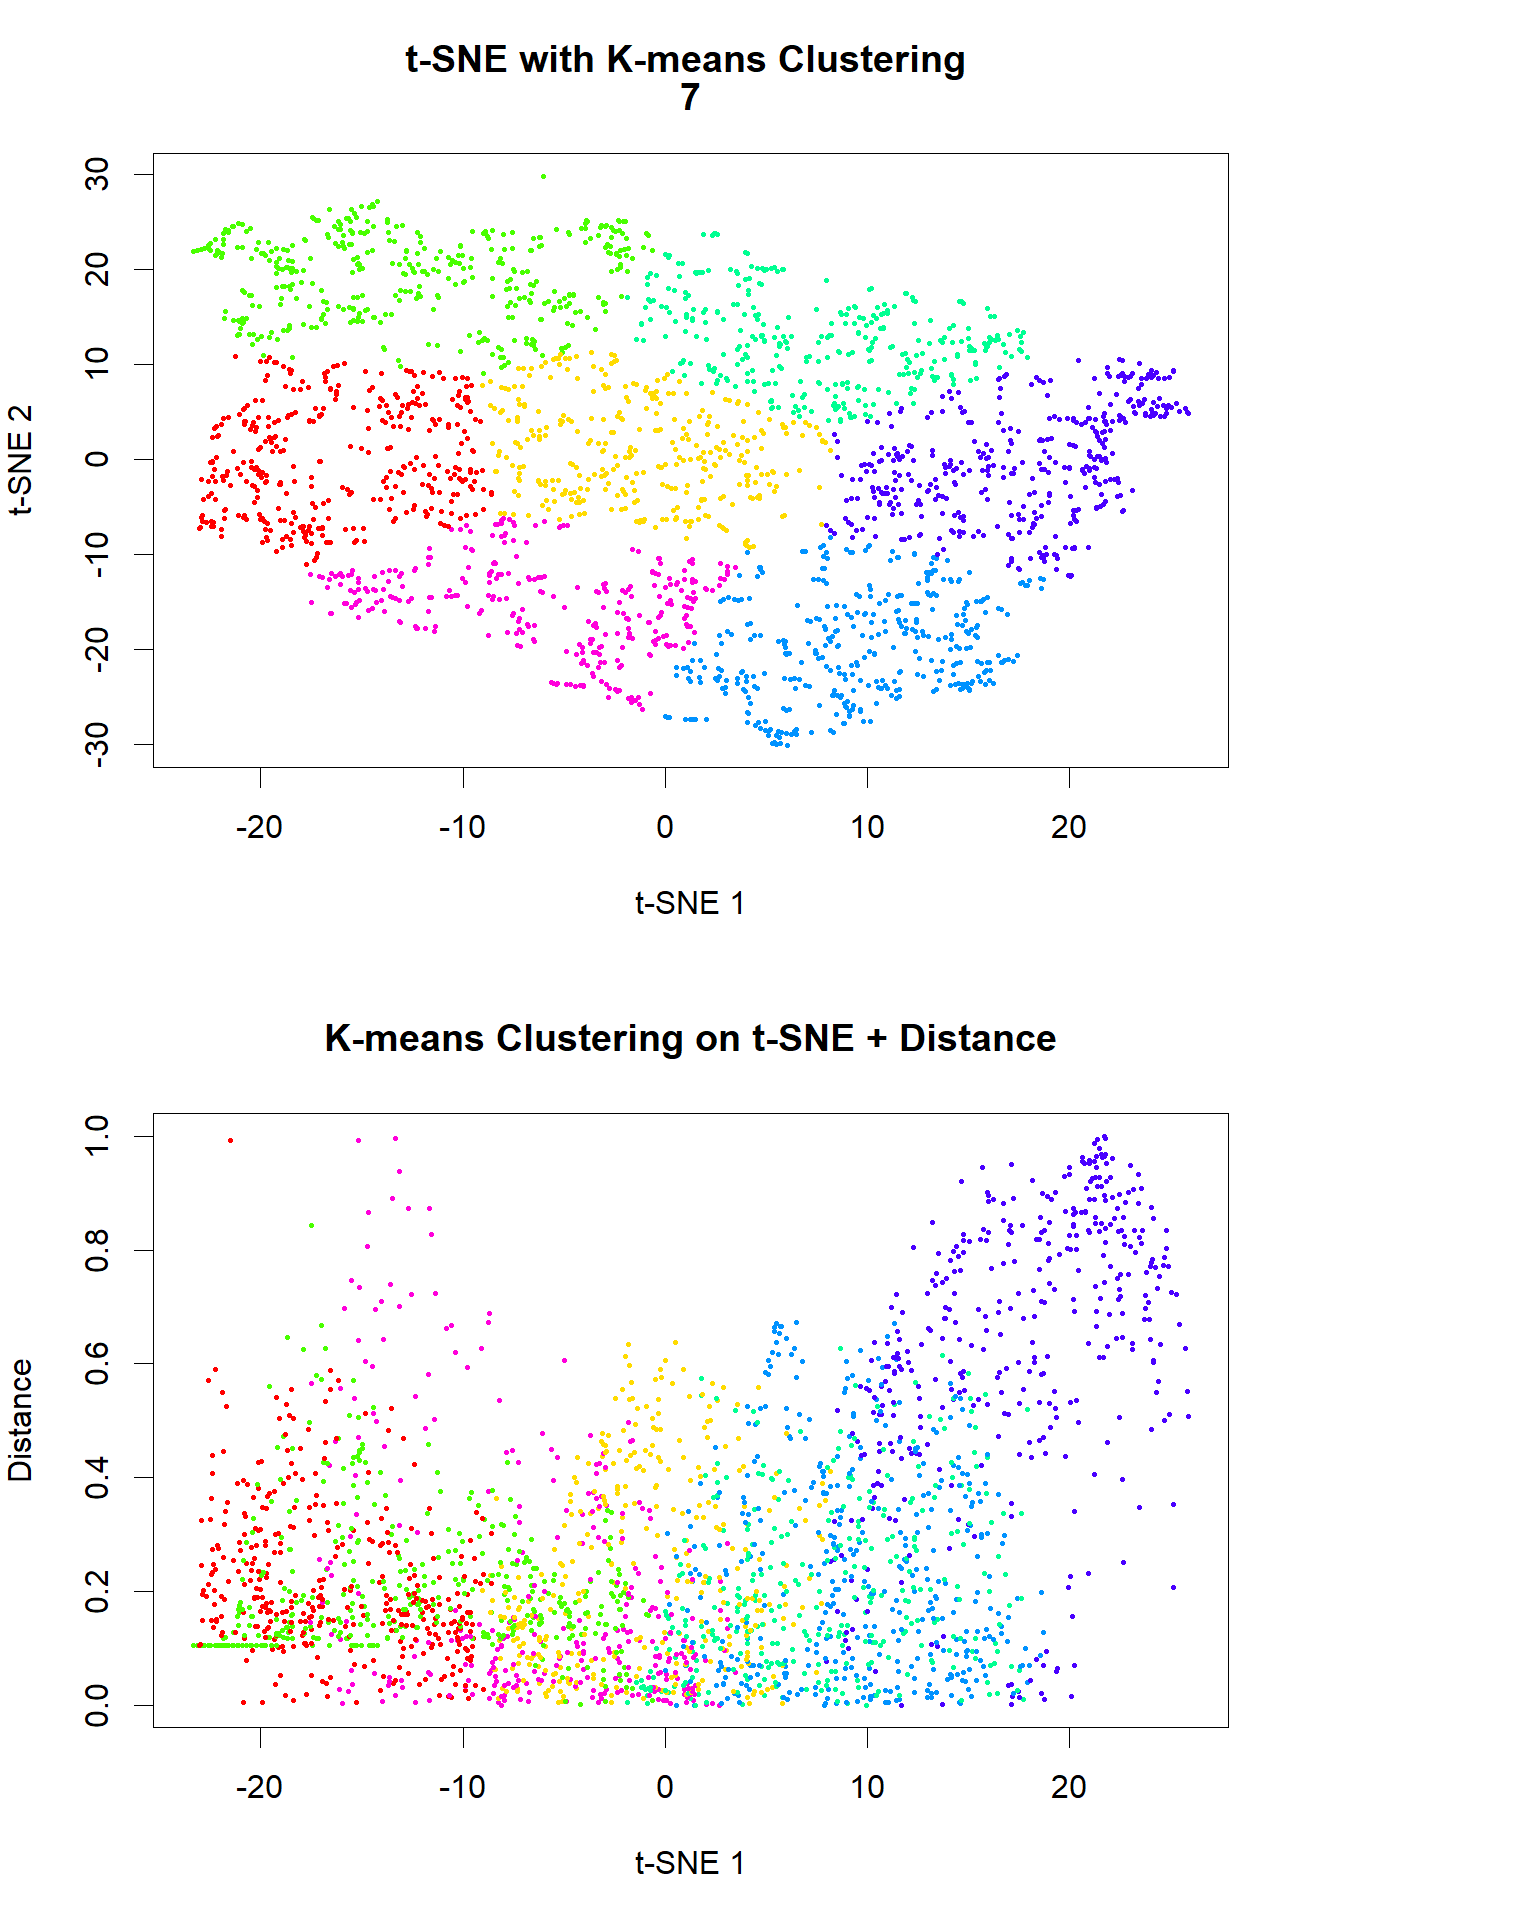 t-SNE with K-means Clustering
7
30
20
10
0
-10
-20
-30
t-SNE 2
-20 -10 0 10 20
t-SNE 1
K-means Clustering on t-SNE + Distance
1.0
0.8
0.6
0.4
0.2
0.0
Distance
-20 -10 0 10 20
t-SNE 1